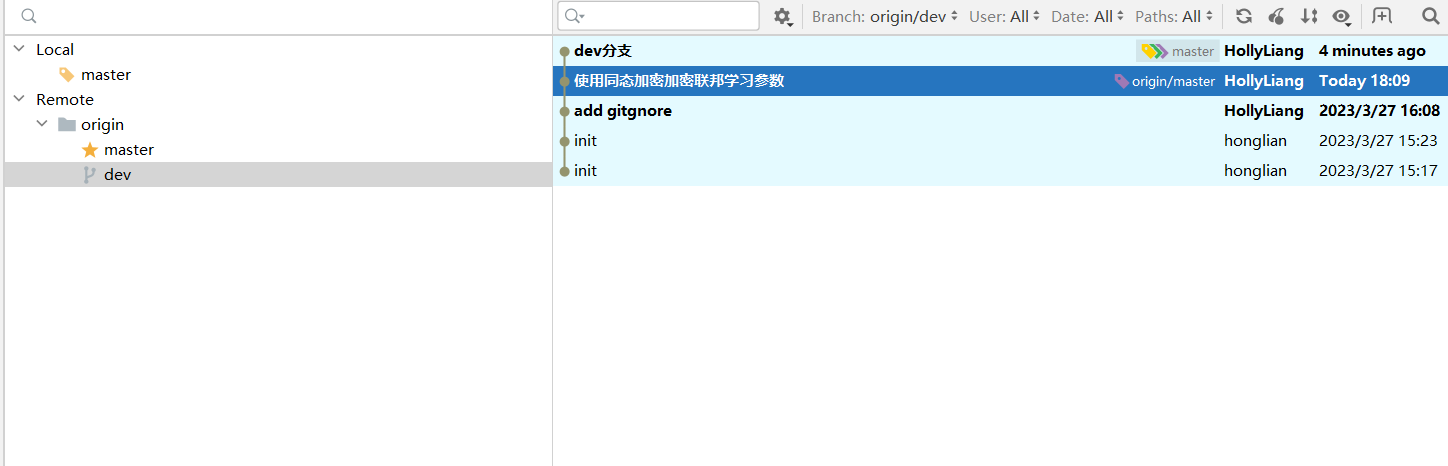 Branch: origin/dev User: All Date: All Paths: All
Local
master
Remote
origin
master
dev
dev分支 master HollyLiang 4 minutes ago
使用同态加密加密联邦学习参数 origin/master HollyLiang Today 18:09
add gitgnore HollyLiang 2023/3/27 16:08
init honglian 2023/3/27 15:23
init honglian 2023/3/27 15:17